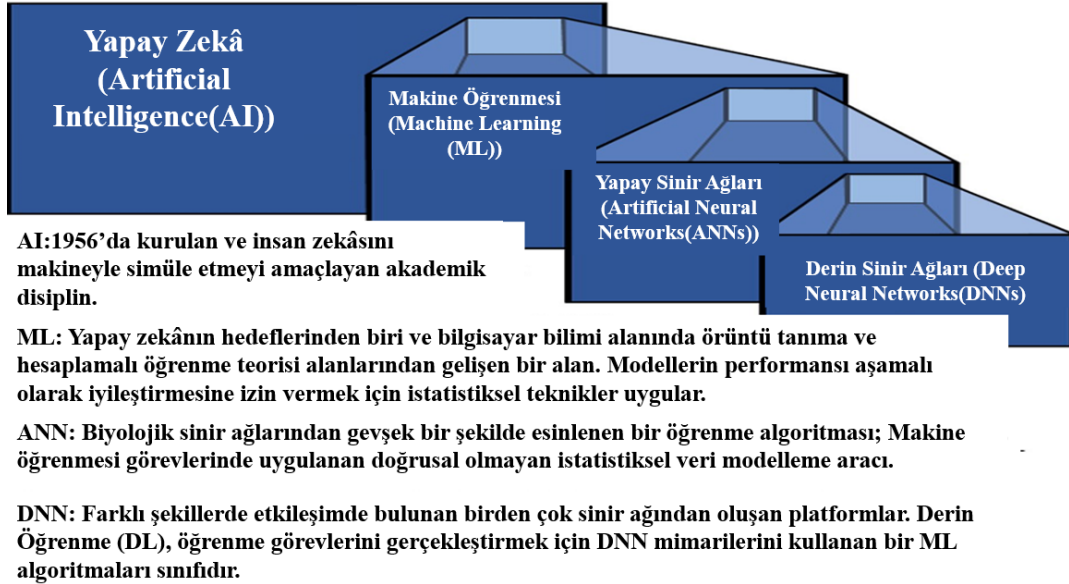 Yapay Zekâ
(Artificial
Intelligence(AI))
Makine Öğrenmesi
(Machine Learning
(ML))
Yapay Sinir Ağları
(Artificial Neural
Networks(ANNs))
Derin Sinir Ağları (Deep
Neural Networks(DNNs)
AI:1956’da kurulan ve insan zekâsını
makineyle simüle etmeyi amaçlayan akademik
disiplin.
ML: Yapay zekânın hedeflerinden biri ve bilgisayar bilimi alanında örüntü tanıma ve
hesaplamalı öğrenme teorisi alanlarından gelişen bir alan. Modellerin performansı aşamalı
olarak iyileştirmesine izin vermek için istatistiksel teknikler uygular.
ANN: Biyolojik sinir ağlarından gevşek bir şekilde esinlenen bir öğrenme algoritması; Makine
öğrenmesi görevlerinde uygulanan doğrusal olmayan istatistiksel veri modelleme aracı.
DNN: Farklı şekillerde etkileşimde bulunan birden çok sinir ağından oluşan platformlar. Derin
Öğrenme (DL), öğrenme görevlerini gerçekleştirmek için DNN mimarilerini kullanan bir ML
algoritmaları sınıfıdır.